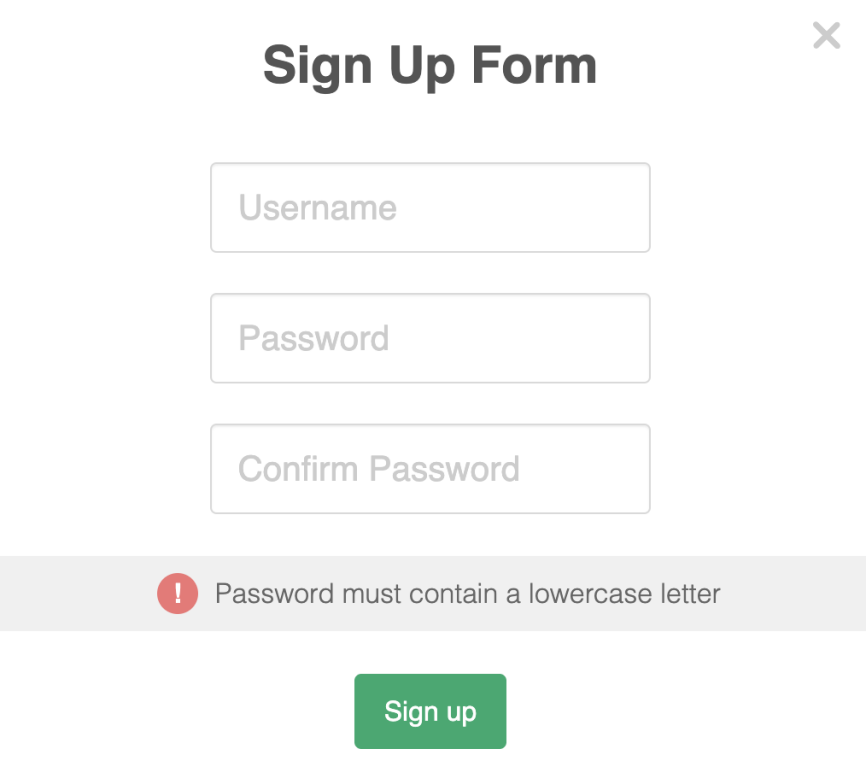 Sign Up Form
Username
Password
Confirm Password
! Password must contain a lowercase letter
Sign up